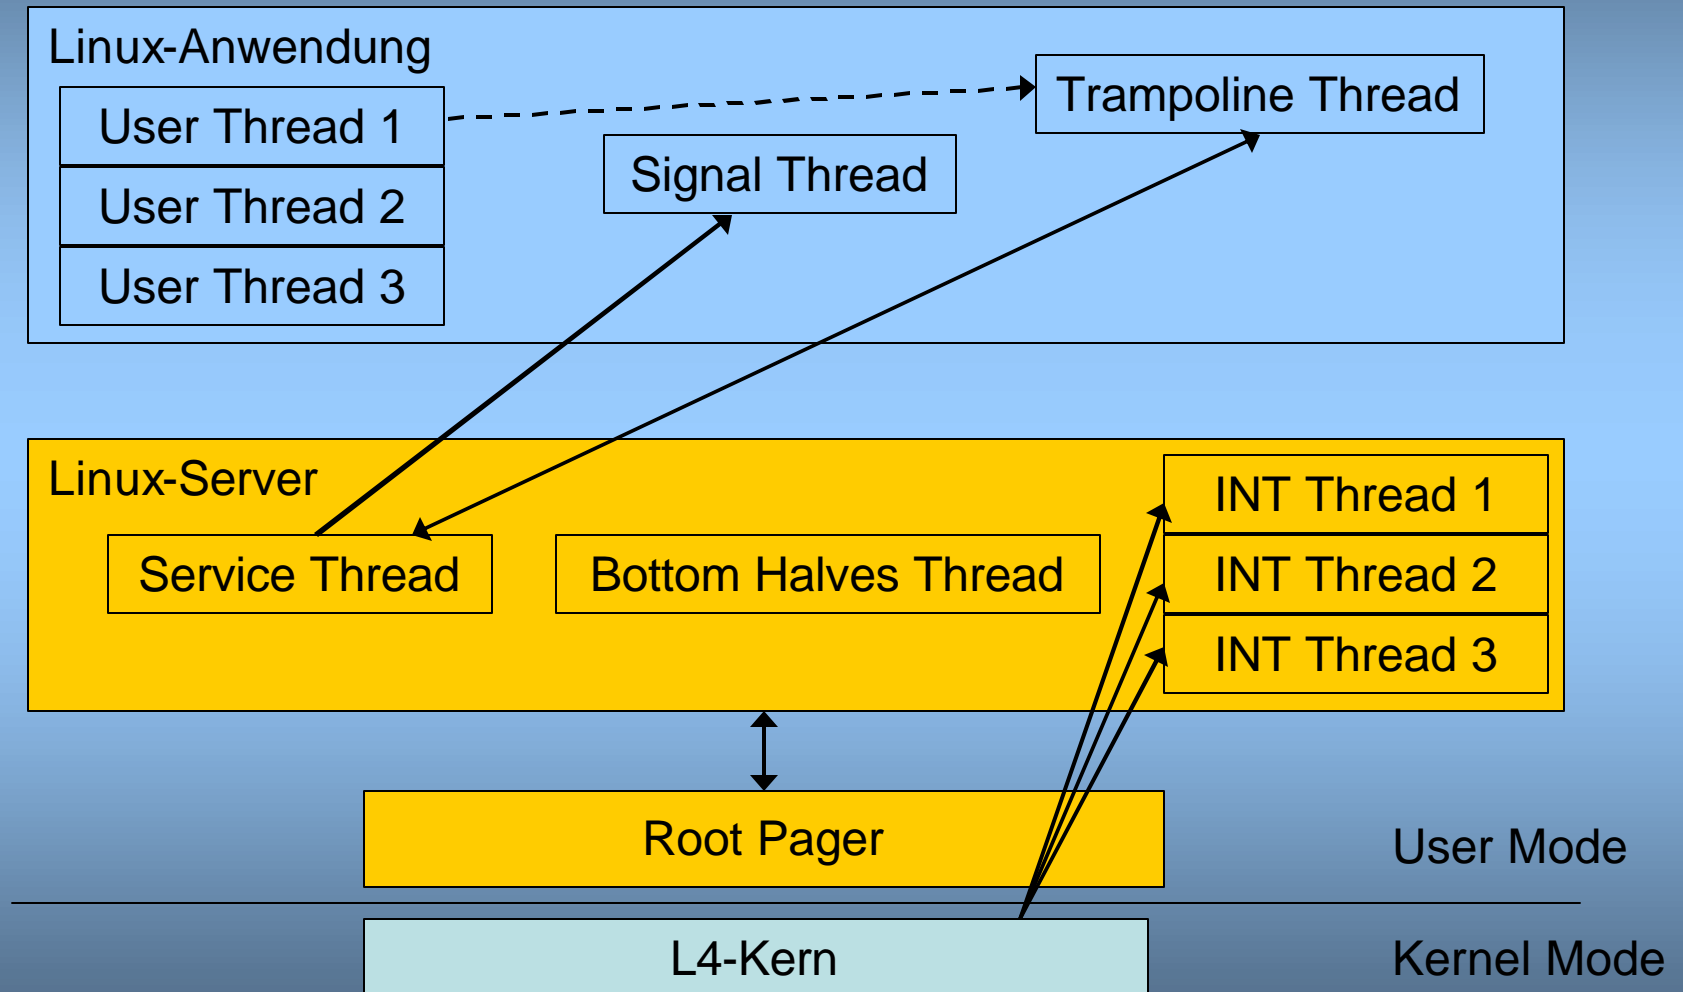 Linux-Anwendung
User Thread 1
User Thread 2
User Thread 3
Signal Thread
Trampoline Thread
Linux-Server
Service Thread
Bottom Halves Thread
INT Thread 1
INT Thread 2
INT Thread 3
Root Pager
User Mode
L4-Kern
Kernel Mode